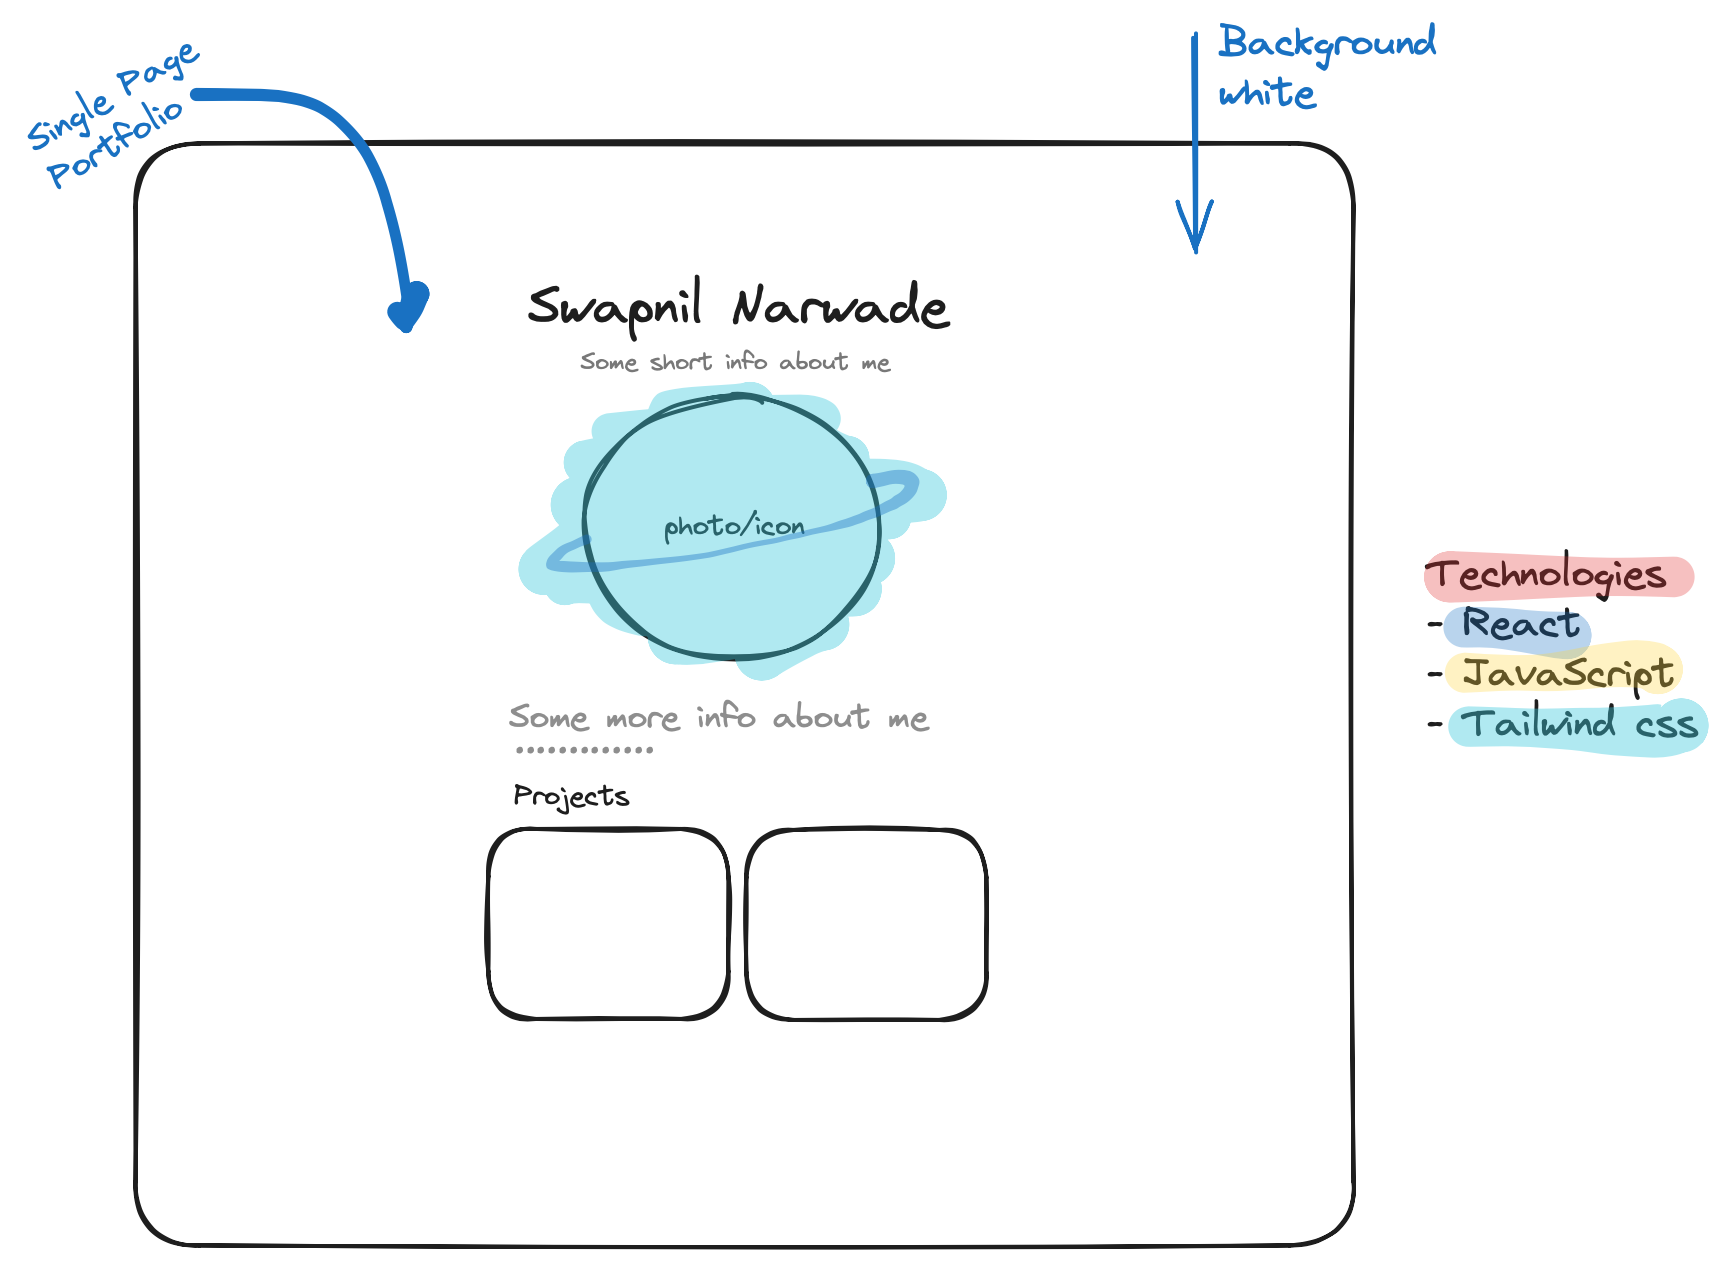 Single Page
Portfolio
Background
white
Swapnil Narwade
Some short info about me
photo/icon
Some more info about me
............
Projects
Technologies
- React
- JavaScript
- Tailwind css